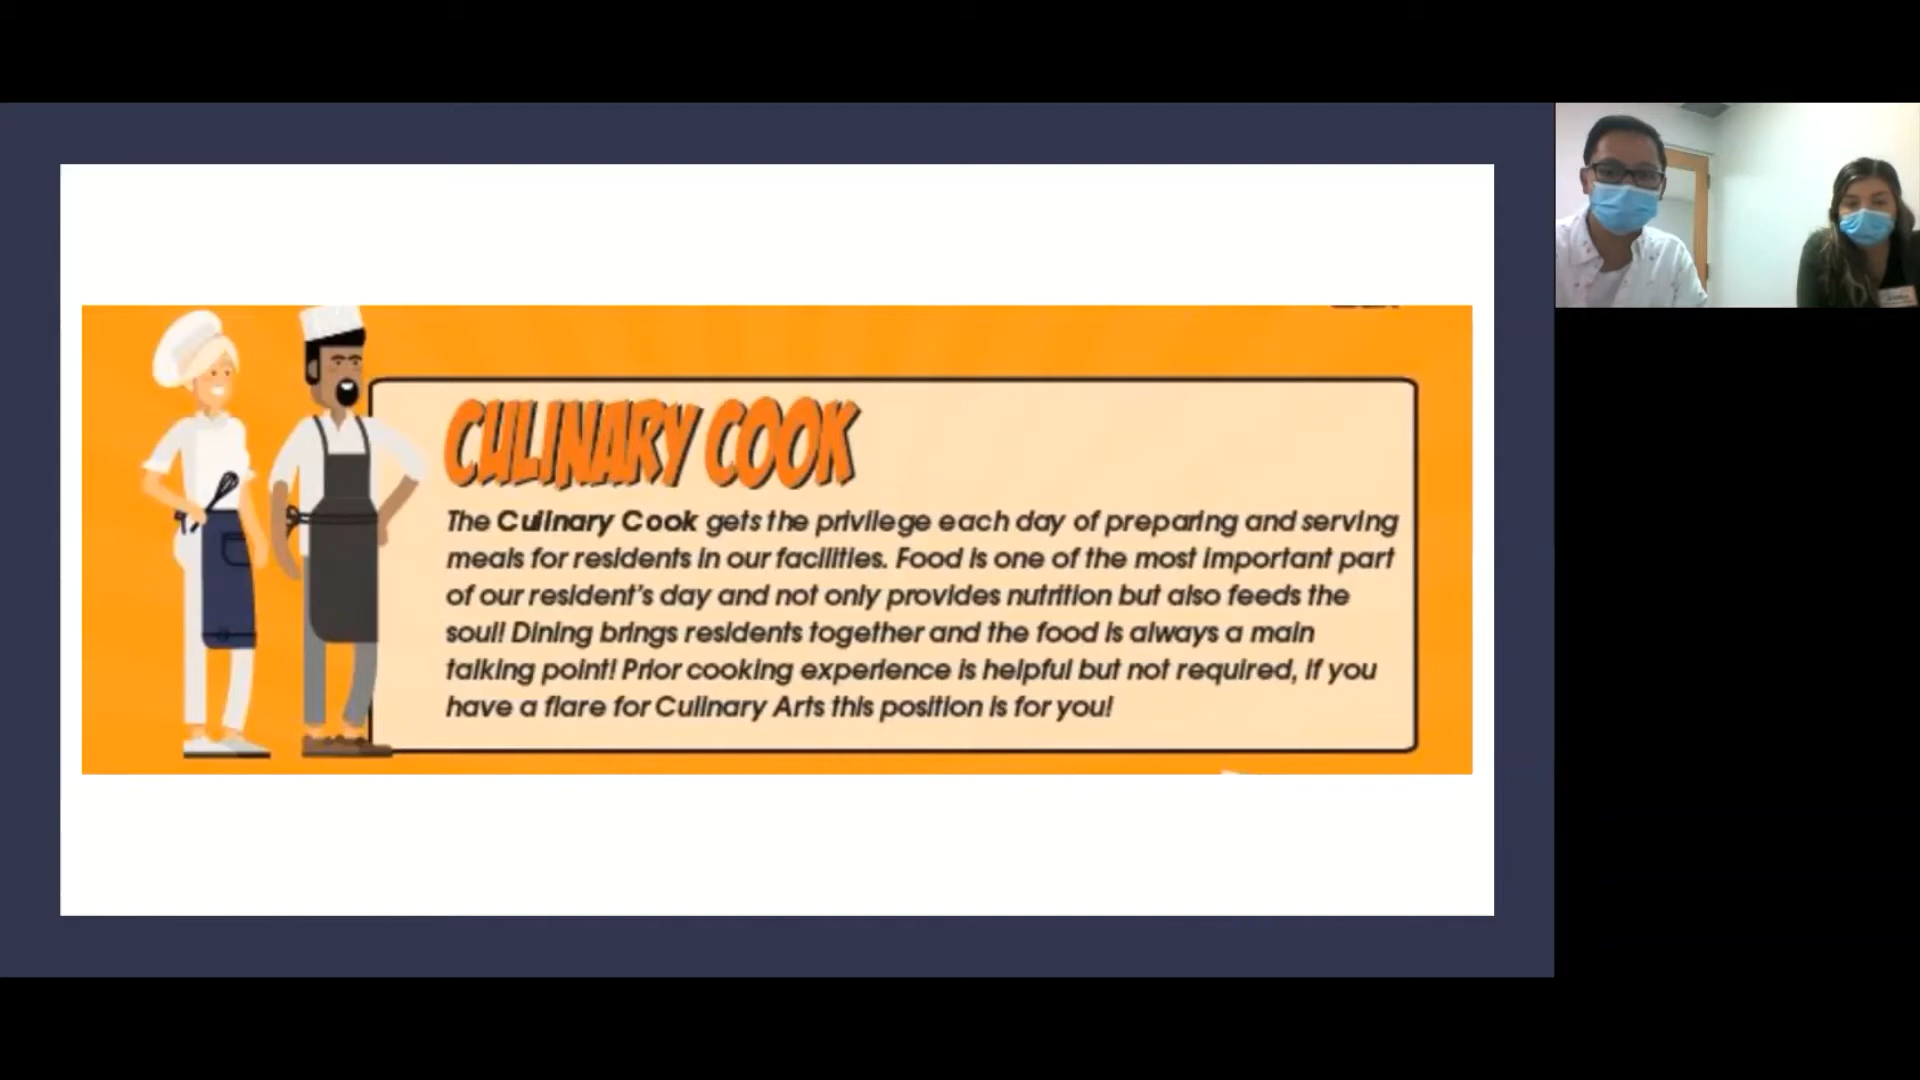 CULINARY COOK
The Culinary Cook gets the privilege each day of preparing and serving
meals for residents in our facilities. Food is one of the most important part
of our resident's day and not only provides nutrition but also feeds the
soul! Dining brings residents together and the food is always a main
talking point! Prior cooking experience is helpful but not required, if you
have a flare for Culinary Arts this position is for you!